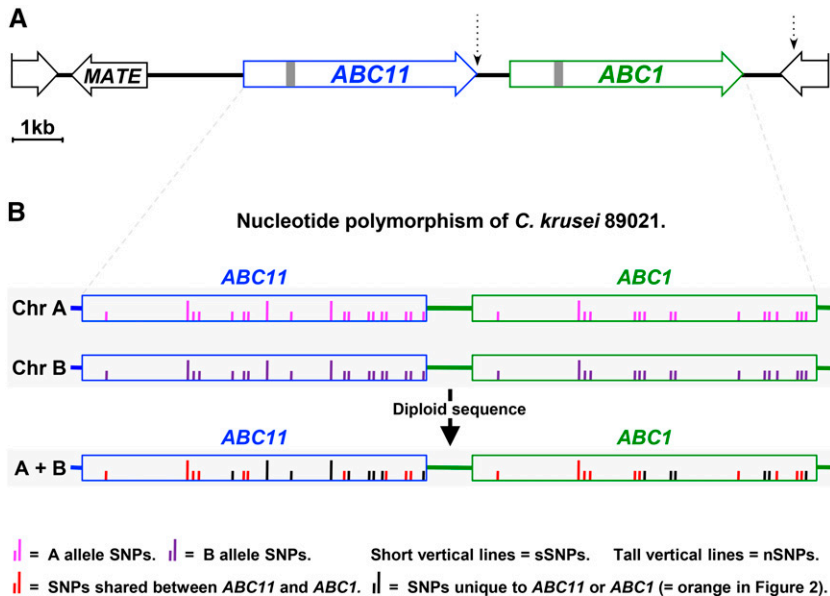 A
MATE
ABC11
ABC1
1kb
B
Nucleotide polymorphism of C. krusei 89021.
ABC11
ABC1
Chr A
Chr B
Diploid sequence
ABC11
ABC1
A + B
= A allele SNPs. = B allele SNPs. Short vertical lines = sSNPs. Tall vertical lines = nSNPs.
= SNPs shared between ABC11 and ABC1. = SNPs unique to ABC11 or ABC1 (= orange in Figure 2).